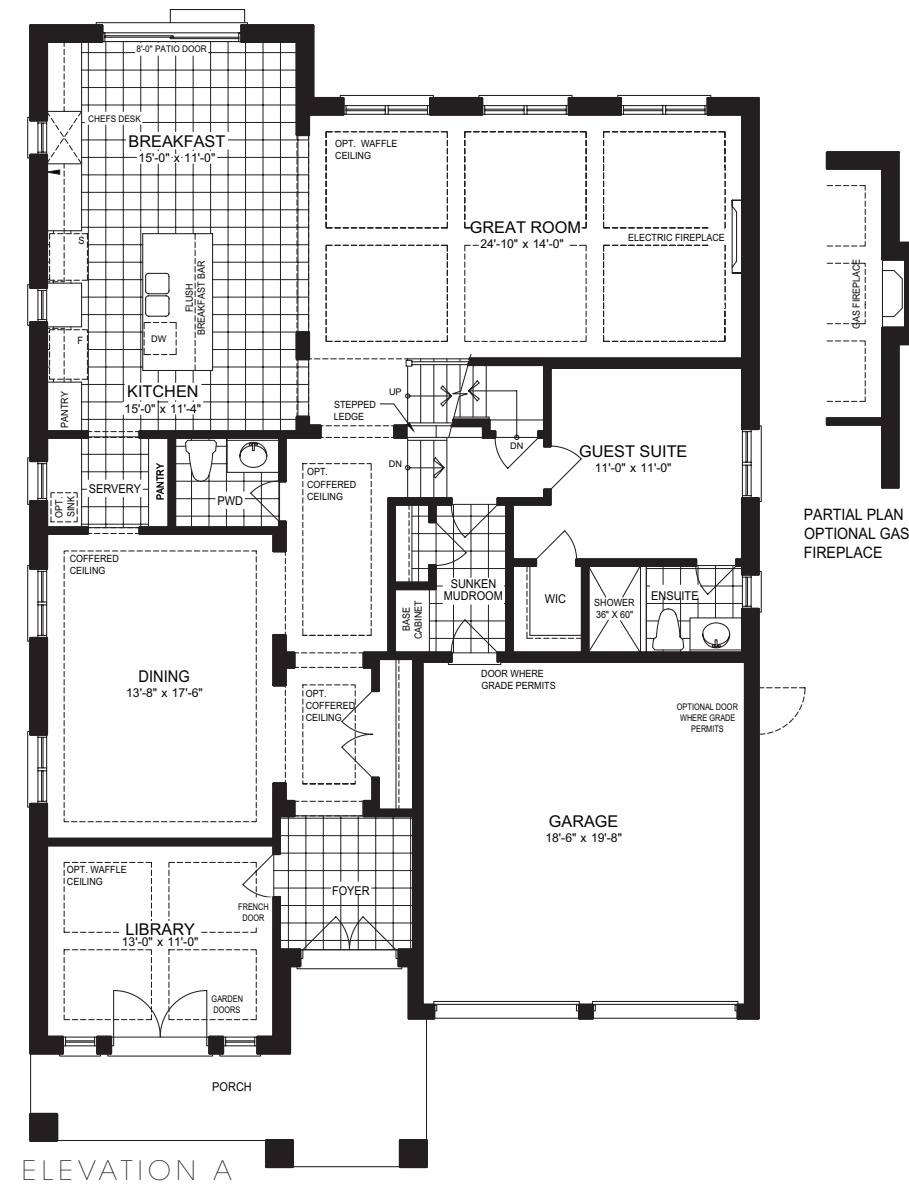 8'-0" PATIO DOOR
CHEFS DESK
BREAKFAST
15'-0" x 11'-0"
OPT. WAFFLE
CEILING
GREAT ROOM
24'-10" x 14'-0"
ELECTRIC FIREPLACE
GAS FIREPLACE
S
FLUSH
BREAKFAST BAR
DW
F
KITCHEN
15'-0" x 11'-4"
PANTRY
UP
STEPPED
LEDGE
DN
DN
GUEST SUITE
11'-0" x 11'-0"
PARTIAL PLAN
OPTIONAL GAS
FIREPLACE
SERVERY
PANTRY
OPT.
SINK
PWD
OPT.
COFFERED
CEILING
COFFERED
CEILING
SUNKEN
MUDROOM
BASE
CABINET
WIC
SHOWER
36" X 60"
ENSUITE
DINING
13'-8" x 17'-6"
OPT.
COFFERED
CEILING
DOOR WHERE
GRADE PERMITS
OPTIONAL DOOR
WHERE GRADE
PERMITS
GARAGE
18'-6" x 19'-8"
OPT. WAFFLE
CEILING
FRENCH
DOOR
FOYER
LIBRARY
13'-0" x 11'-0"
GARDEN
DOORS
PORCH
ELEVATION A